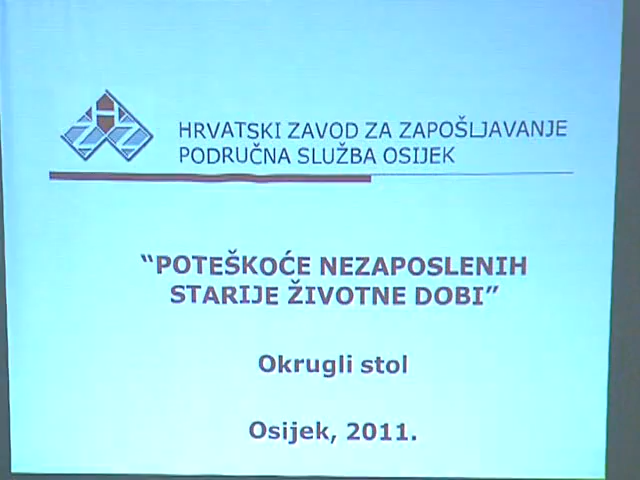 HRVATSKI ZAVOD ZA ZAPOŠLJAVANJE
PODRUČNA SLUŽBA OSIJEK
“POTEŠKOĆE NEZAPOSLENIH
STARIJE ŽIVOTNE DOBI”
Okrugli stol
Osijek, 2011.